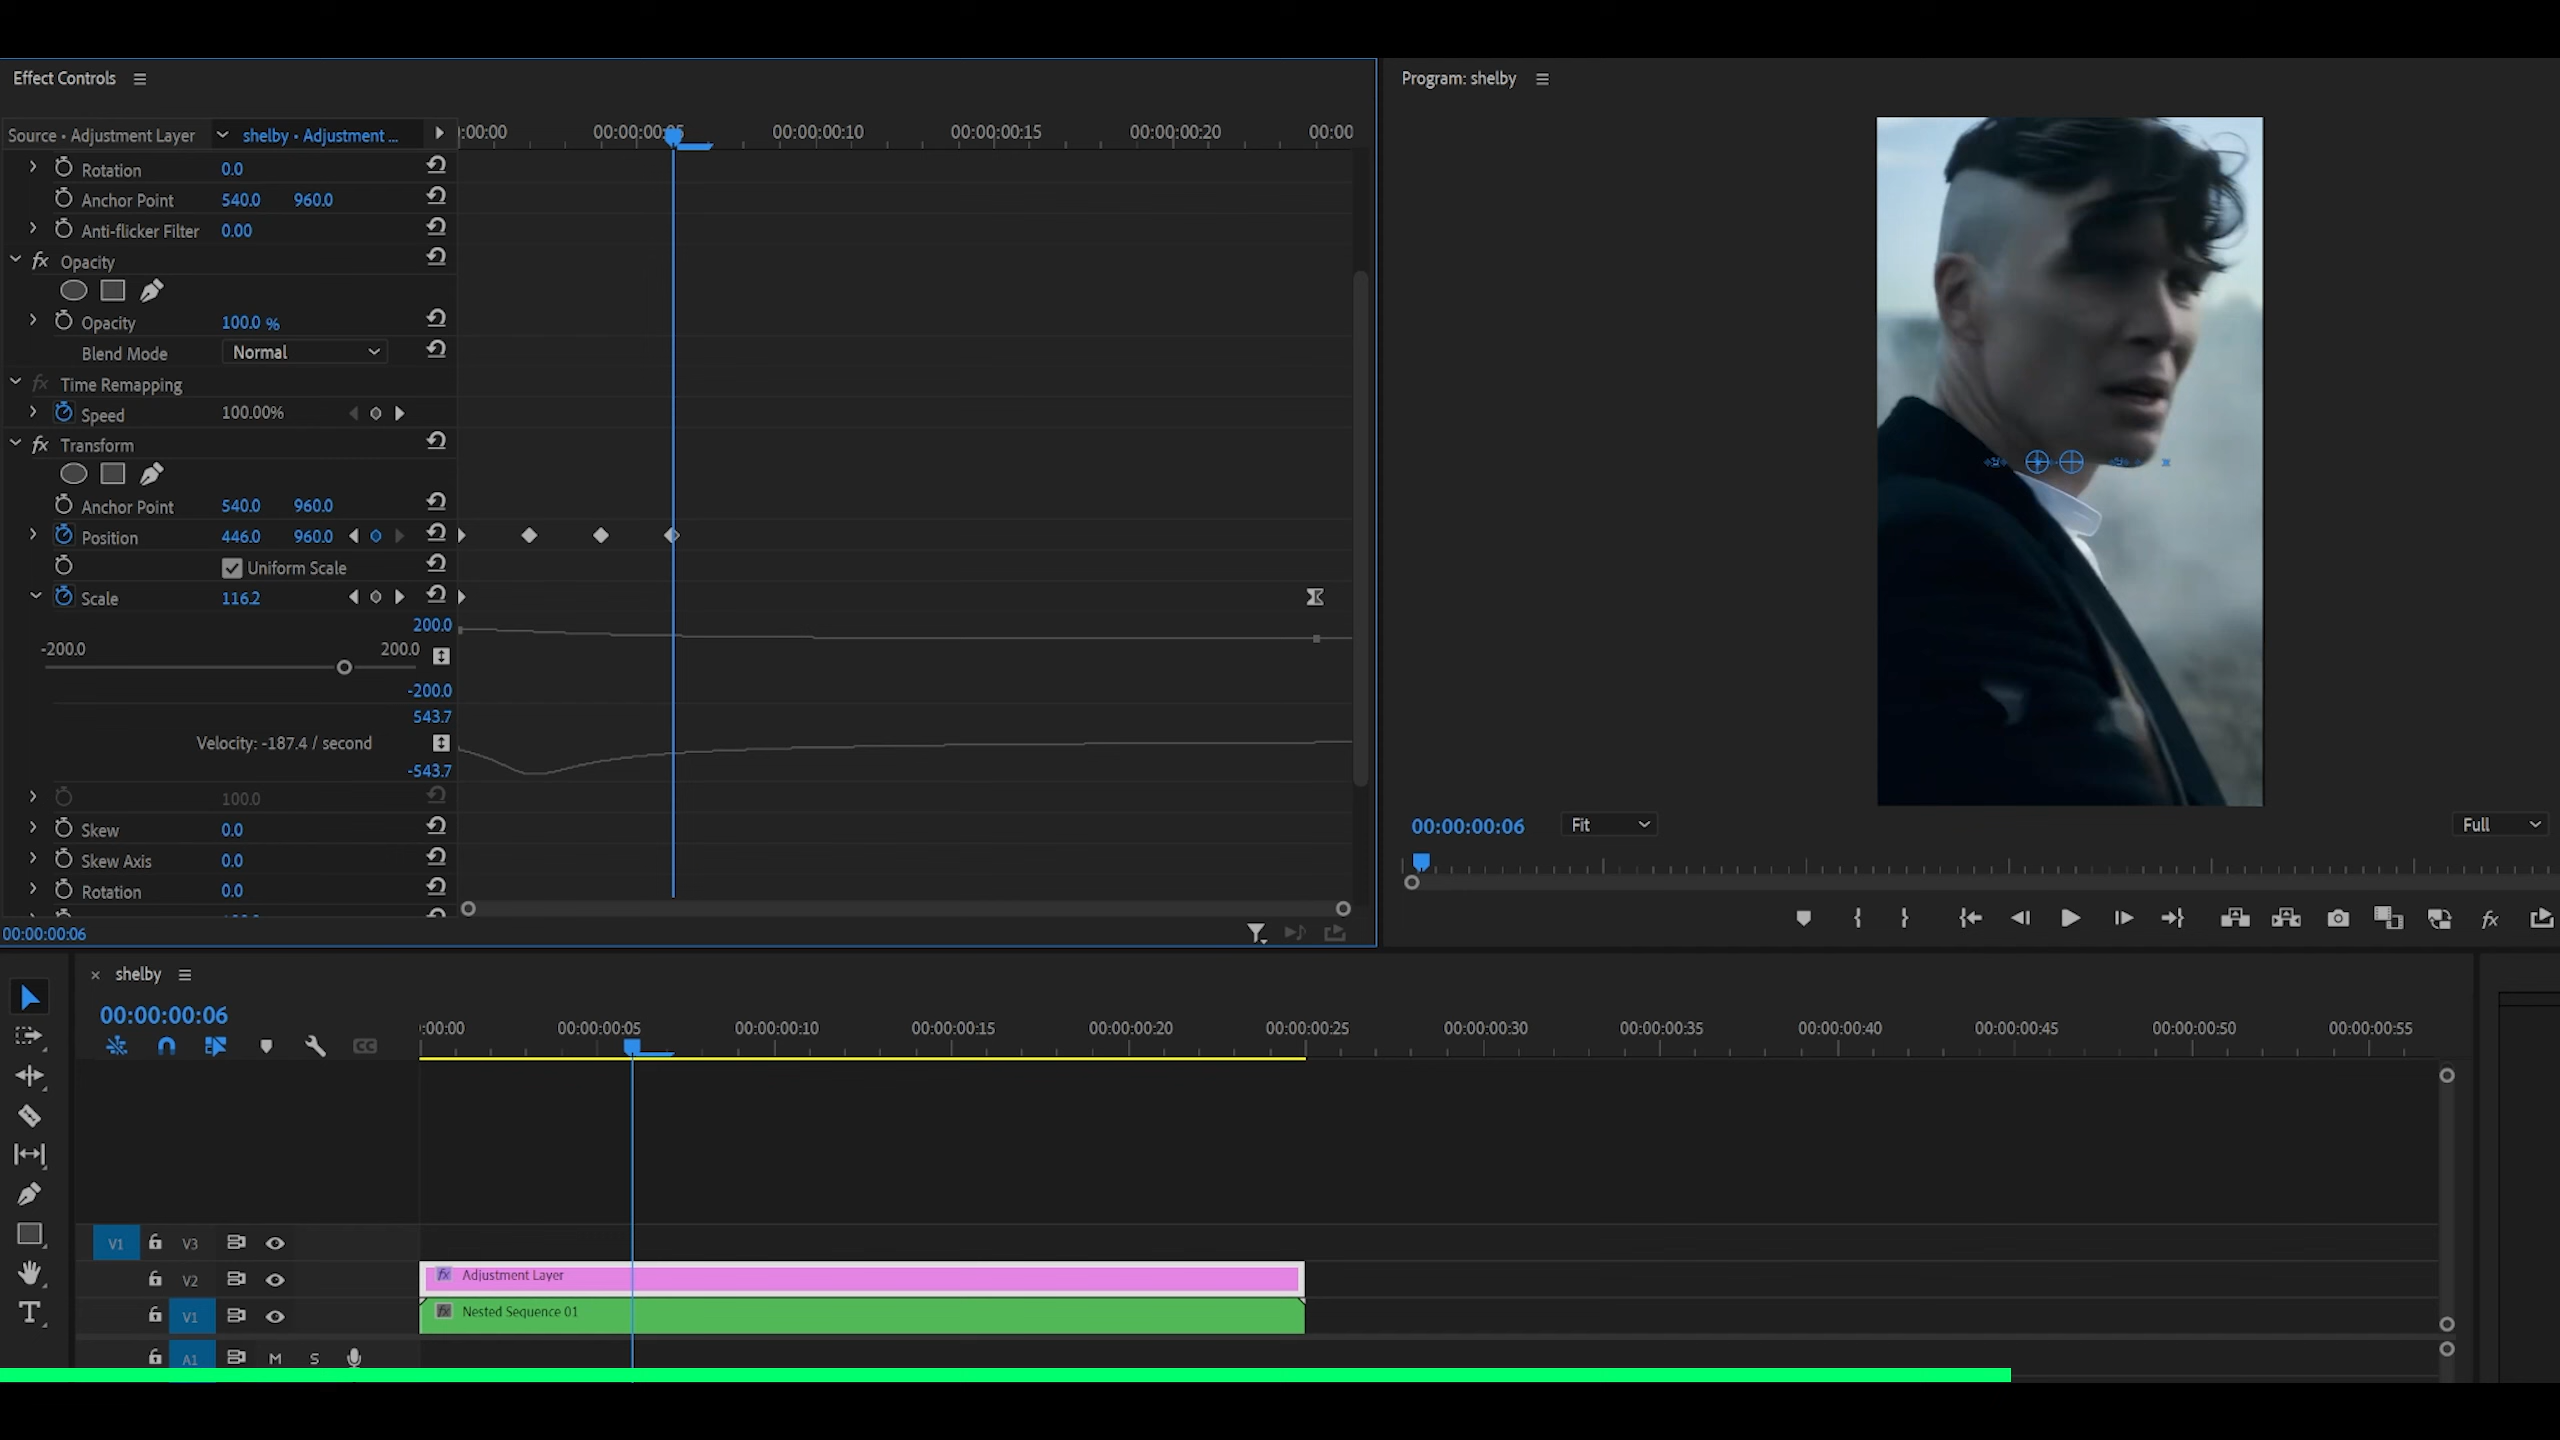 Effect Controls
Source • Adjustment Layer
shelby • Adjustment ...
:00:00
00:00:00:05
00:00:00:10
00:00:00:15
00:00:00:20
00:00
Rotation 0.0
Anchor Point 540.0 960.0
Anti-flicker Filter 0.00
fx Opacity
Opacity 100.0 %
Blend Mode Normal
fx Time Remapping
Speed 100.00%
fx Transform
Anchor Point 540.0 960.0
Position 446.0 960.0
Uniform Scale
Scale 116.2
200.0
-200.0 200.0
-200.0
543.7
Velocity: -187.4 / second
-543.7
100.0
Skew 0.0
Skew Axis 0.0
Rotation 0.0
00:00:00:06
Program: shelby
00:00:00:06
Fit
Full
fx
× shelby
00:00:00:06
CC
:00:00
00:00:00:05
00:00:00:10
00:00:00:15
00:00:00:20
00:00:00:25
00:00:00:30
00:00:00:35
00:00:00:40
00:00:00:45
00:00:00:50
00:00:00:55
V1 V3
V2
fx Adjustment Layer
V1
fx Nested Sequence 01
A1 M S
T